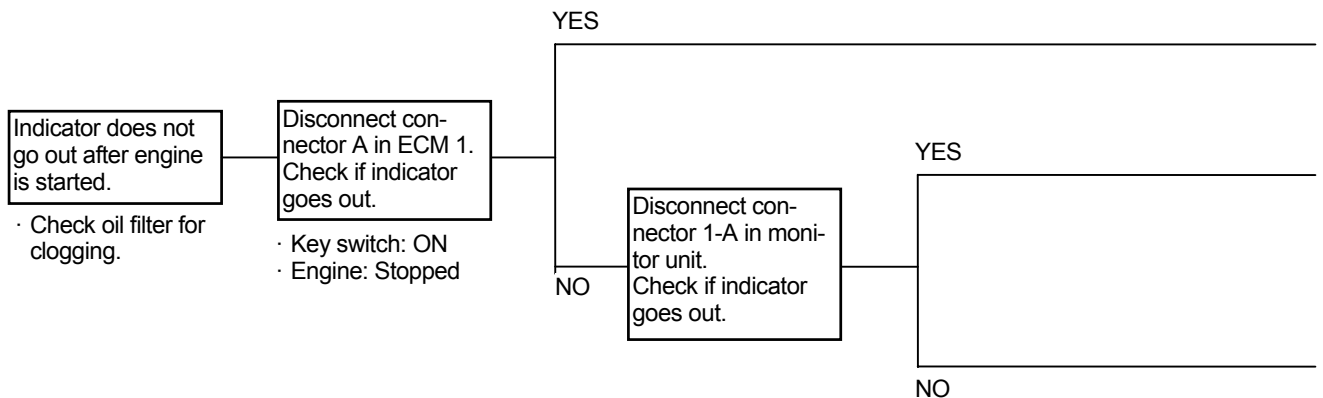 YES
Indicator does not
go out after engine
is started.
· Check oil filter for
clogging.
Disconnect con-
nector A in ECM 1.
Check if indicator
goes out.
· Key switch: ON
· Engine: Stopped
NO
YES
Disconnect con-
nector 1-A in moni-
tor unit.
Check if indicator
goes out.
NO